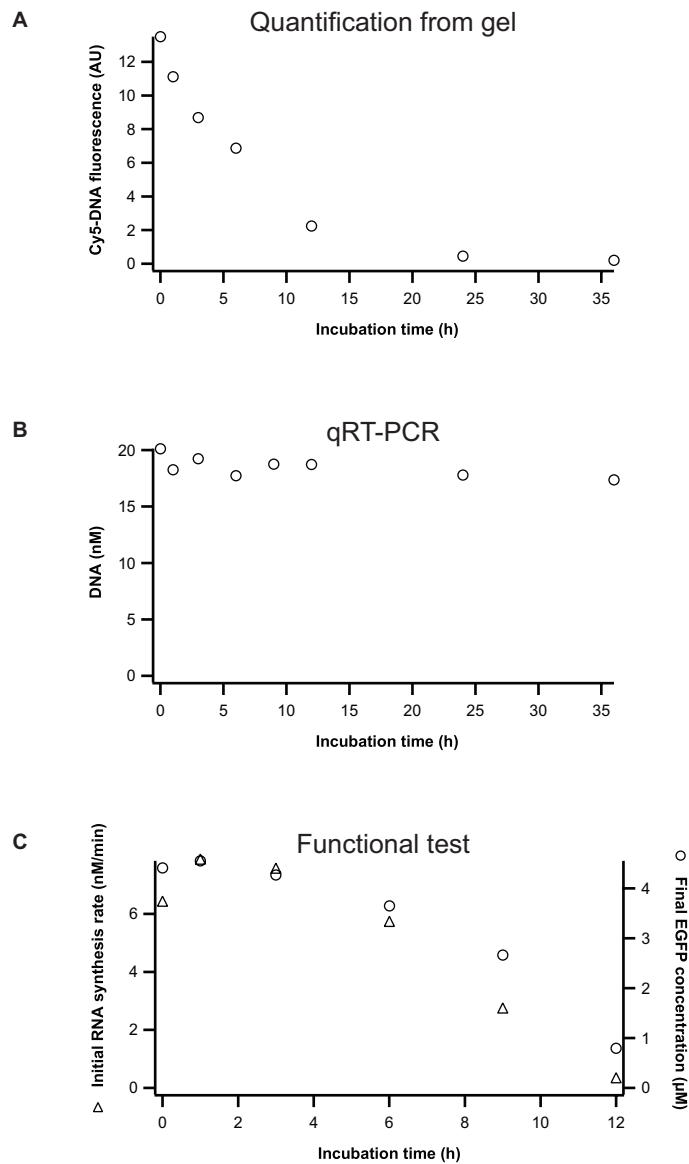 A
Quantification from gel
Cy5-DNA fluorescence (AU)
12
10
8
6
4
2
0
0 5 10 15 20 25 30 35
Incubation time (h)
B
qRT-PCR
DNA (nM)
20
15
10
5
0
0 5 10 15 20 25 30 35
Incubation time (h)
C
Functional test
Initial RNA synthesis rate (nM/min)
6
4
2
0
4
3
2
1
0
Final EGFP concentration (µM)
0 2 4 6 8 10 12
Incubation time (h)